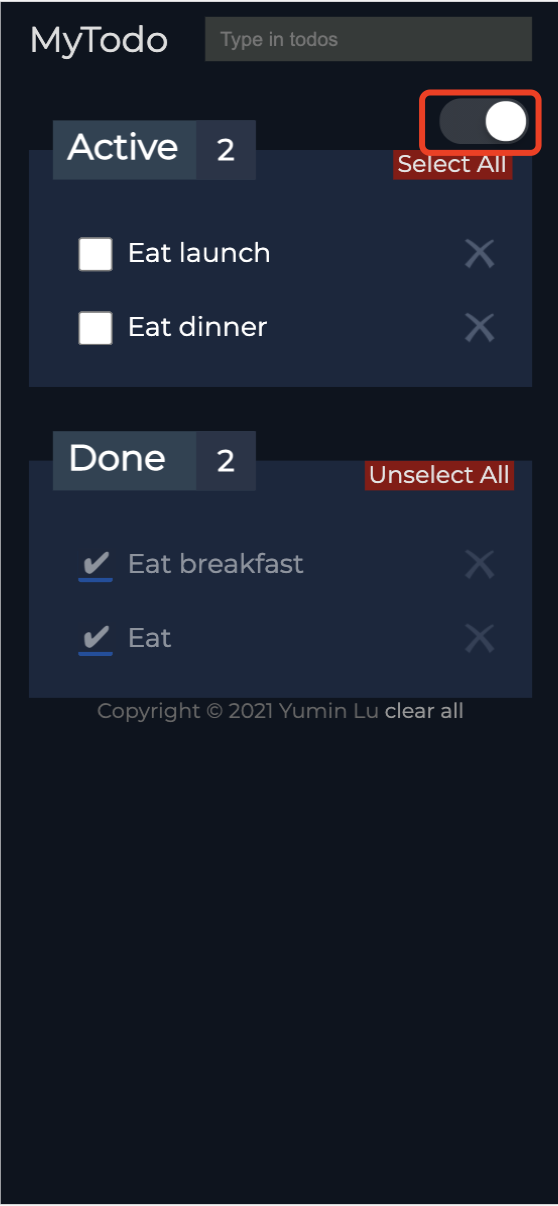 MyTodo Type in todos
Active 2
Select All
Eat launch
Eat dinner
Done 2
Unselect All
✔ Eat breakfast
✔ Eat
Copyright © 2021 Yumin Lu clear all